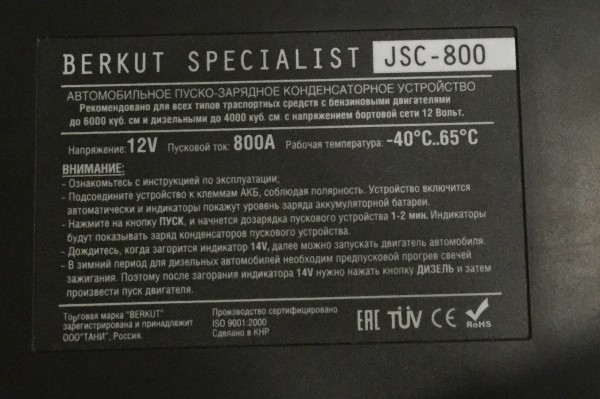 BERKUT SPECIALIST JSC-800
АВТОМОБИЛЬНОЕ ПУСКО-ЗАРЯДНОЕ КОНДЕНСАТОРНОЕ УСТРОЙСТВО
Рекомендовано для всех типов траспортных средств с бензиновыми двигателями
до 6000 куб. см и дизельными до 4000 куб. см. с напряжением бортовой сети 12 Вольт.
Напряжение: 12V Пусковой ток: 800A Рабочая температура: -40°C..65°C
ВНИМАНИЕ:
- Ознакомьтесь с инструкцией по эксплуатации;
- Подсоедините устройство к клеммам АКБ, соблюдая полярность. Устройство включится
автоматически и индикаторы покажут уровень заряда аккумуляторной батареи.
- Нажмите на кнопку ПУСК, и начнется дозарядка пускового устройства 1-2 мин. Индикаторы
будут показывать заряд конденсаторов пускового устройства.
- Дождитесь, когда загорится индикатор 14V, далее можно запускать двигатель автомобиля.
- В зимний период для дизельных автомобилей необходим предпусковой прогрев свечей
зажигания. Поэтому после загорания индикатора 14V нужно нажать кнопку ДИЗЕЛЬ и затем
произвести пуск двигателя.
Торговая марка "BERKUT"
зарегистрирована и принадлежит
ООО"ТАНИ", Россия.
Производство сертифицировано
ISO 9001:2000
Сделано в КНР
EAC TÜV CE RoHS